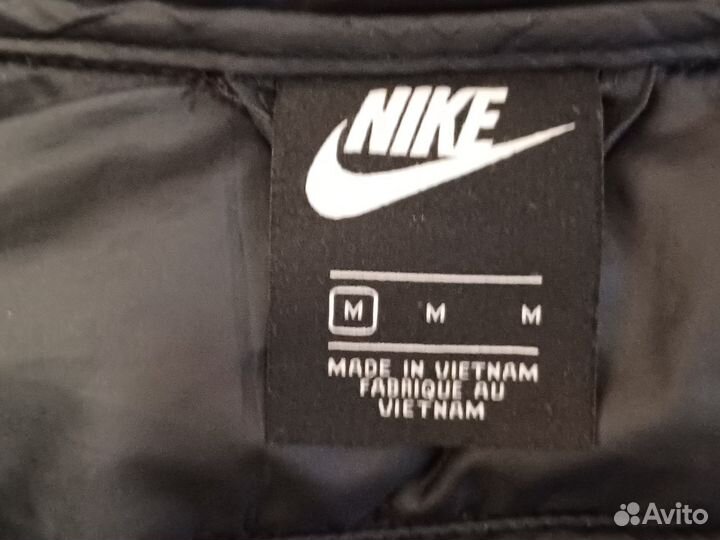 NIKE
M M M
MADE IN VIETNAM
FABRIQUE AU
VIETNAM
Avito